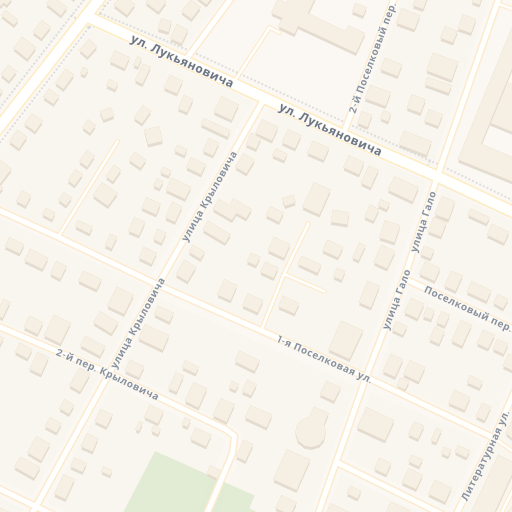 2-й Поселковый пер.
ул. Лукьяновича
ул. Лукьяновича
улица Крыловича
улица Гало
улица Гало
Поселковый пер.
улица Крыловича
1-я Поселковая ул.
2-й пер. Крыловича
Литературная ул.